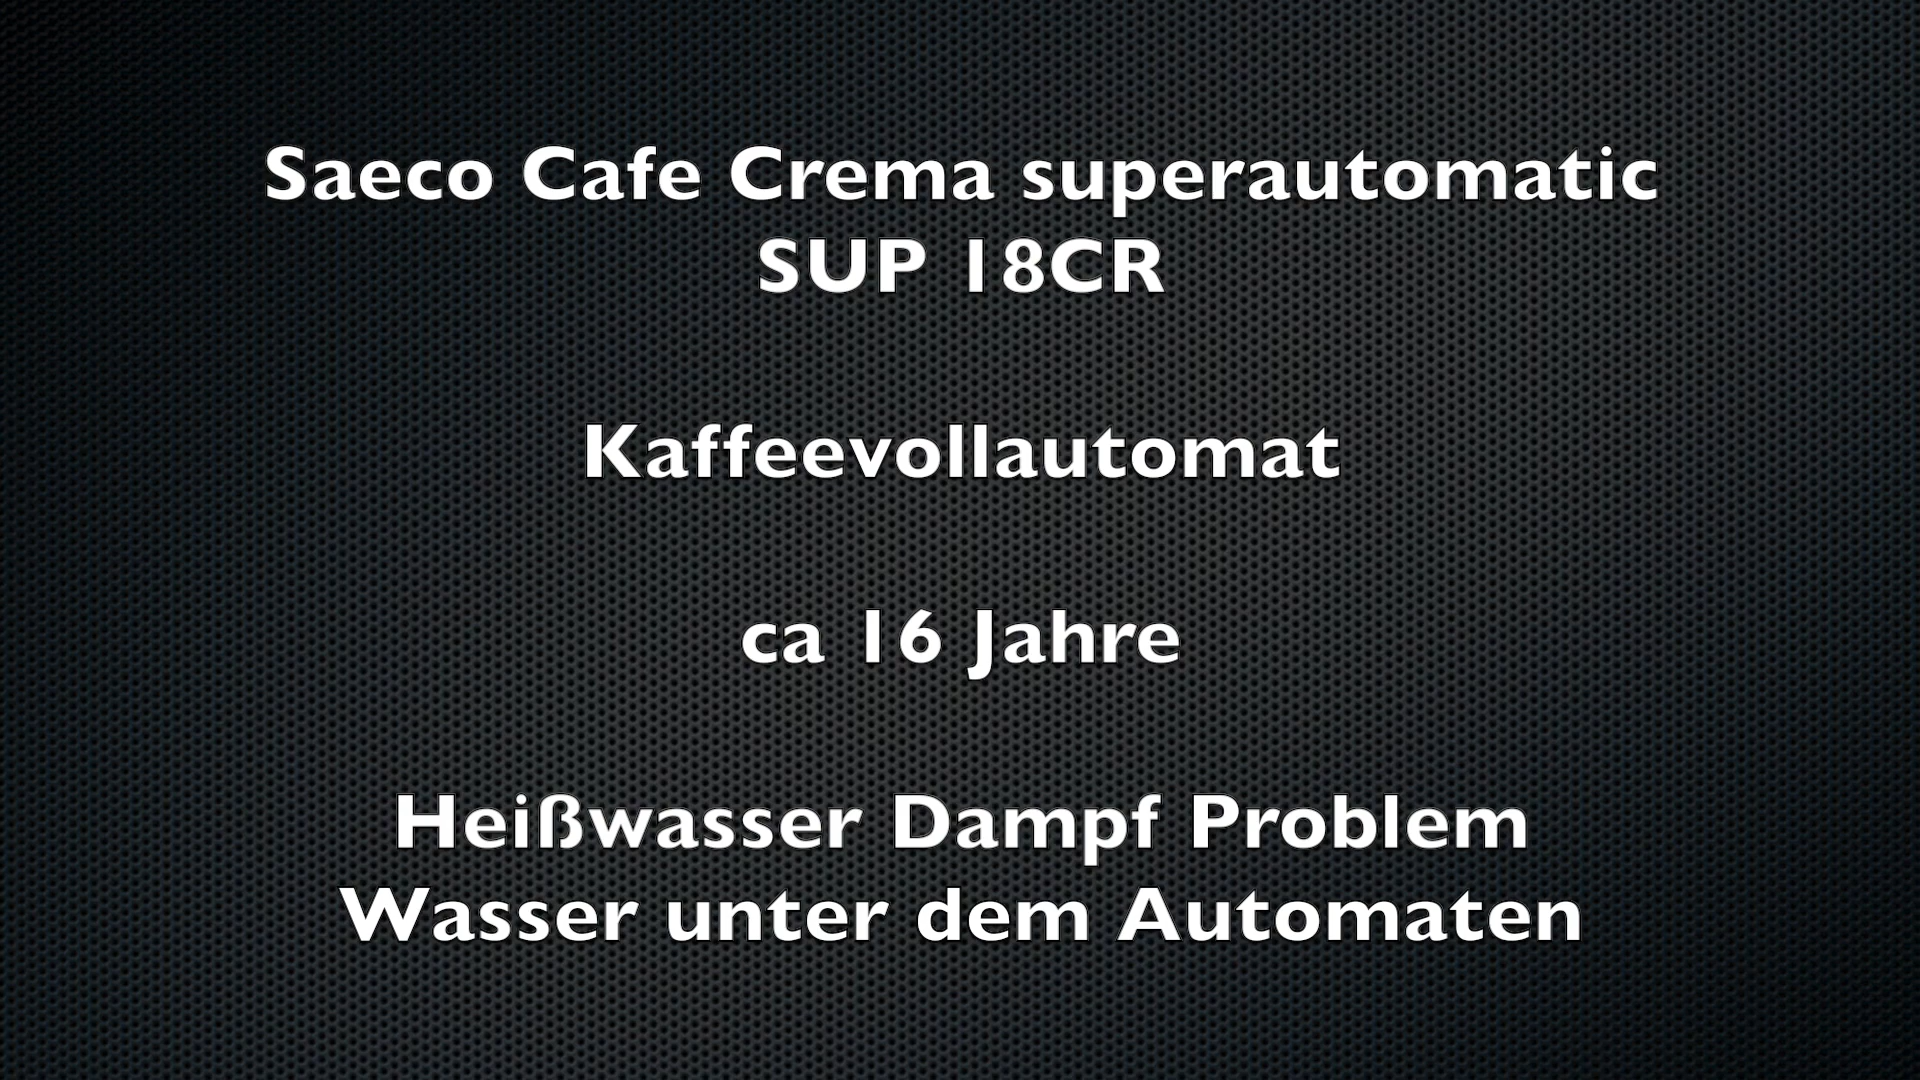 Saeco Cafe Crema superautomatic
SUP 18CR
Kaffeevollautomat
ca 16 Jahre
Heißwasser Dampf Problem
Wasser unter dem Automaten